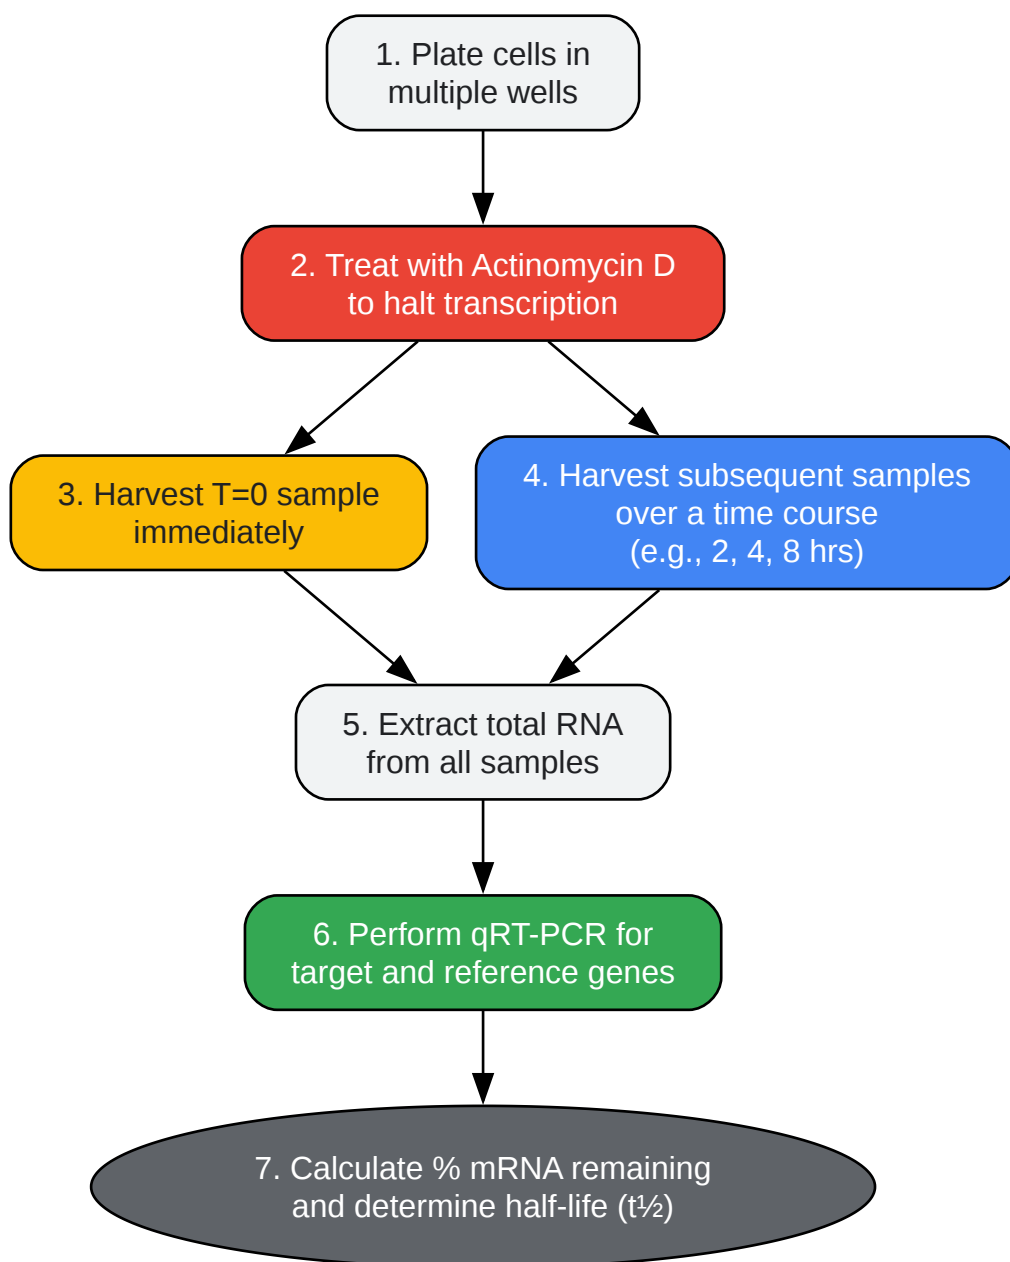 1. Plate cells in
multiple wells
2. Treat with Actinomycin D
to halt transcription
3. Harvest T=0 sample
immediately
4. Harvest subsequent samples
over a time course
(e.g., 2, 4, 8 hrs)
5. Extract total RNA
from all samples
6. Perform qRT-PCR for
target and reference genes
7. Calculate % mRNA remaining
and determine half-life (t½)